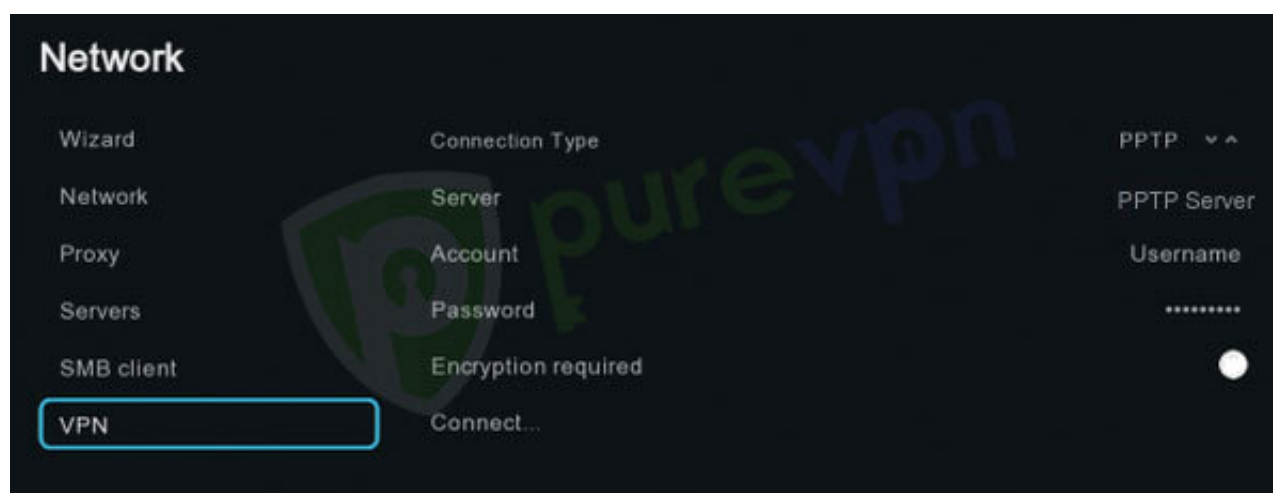 Network
Wizard
Network
Proxy
Servers
SMB client
VPN
Connection Type PPTP
Server PPTP Server
Account Username
Password •••••••••
Encryption required
Connect...
purevpn